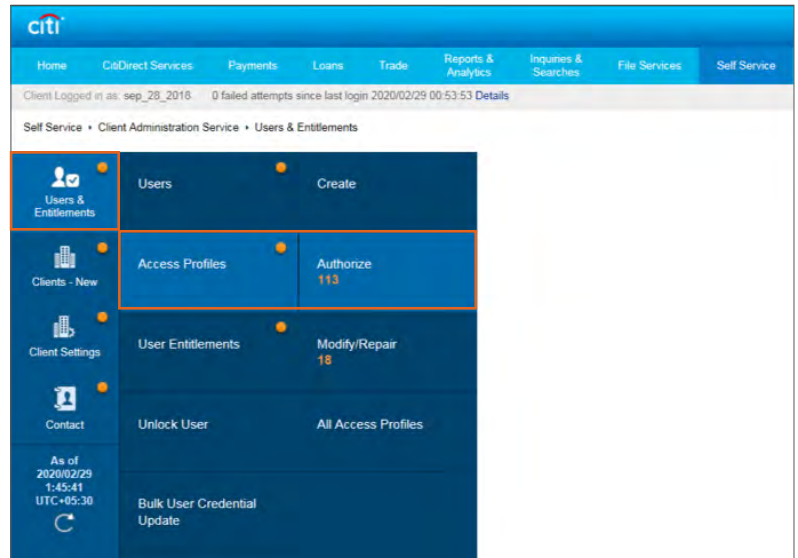 citi
Home CitiDirect Services Payments Loans Trade Reports & Analytics Inquiries & Searches File Services Self Service
Client Logged in as: sep_28_2018 0 failed attempts since last login 2020/02/29 00:53:53 Details
Self Service Client Administration Service Users & Entitlements
Users &
Entitlements
Users
Create
Clients - New
Access Profiles
Authorize
113
Client Settings
User Entitlements
Modify/Repair
18
Contact
Unlock User
All Access Profiles
As of
2020/02/29
1:45:41
UTC+05:30
Bulk User Credential
Update